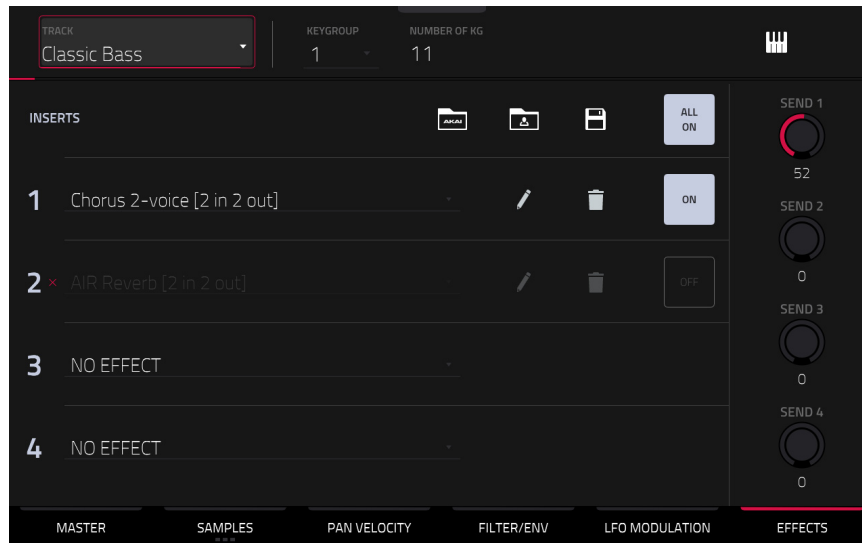 TRACK
Classic Bass
KEYGROUP
1
NUMBER OF KG
11
INSERTS
AKAI
ALL
ON
1 Chorus 2-voice [2 in 2 out] ON
2 × AIR Reverb [2 in 2 out] OFF
3 NO EFFECT
4 NO EFFECT
SEND 1
52
SEND 2
0
SEND 3
0
SEND 4
0
MASTER SAMPLES PAN VELOCITY FILTER/ENV LFO MODULATION EFFECTS